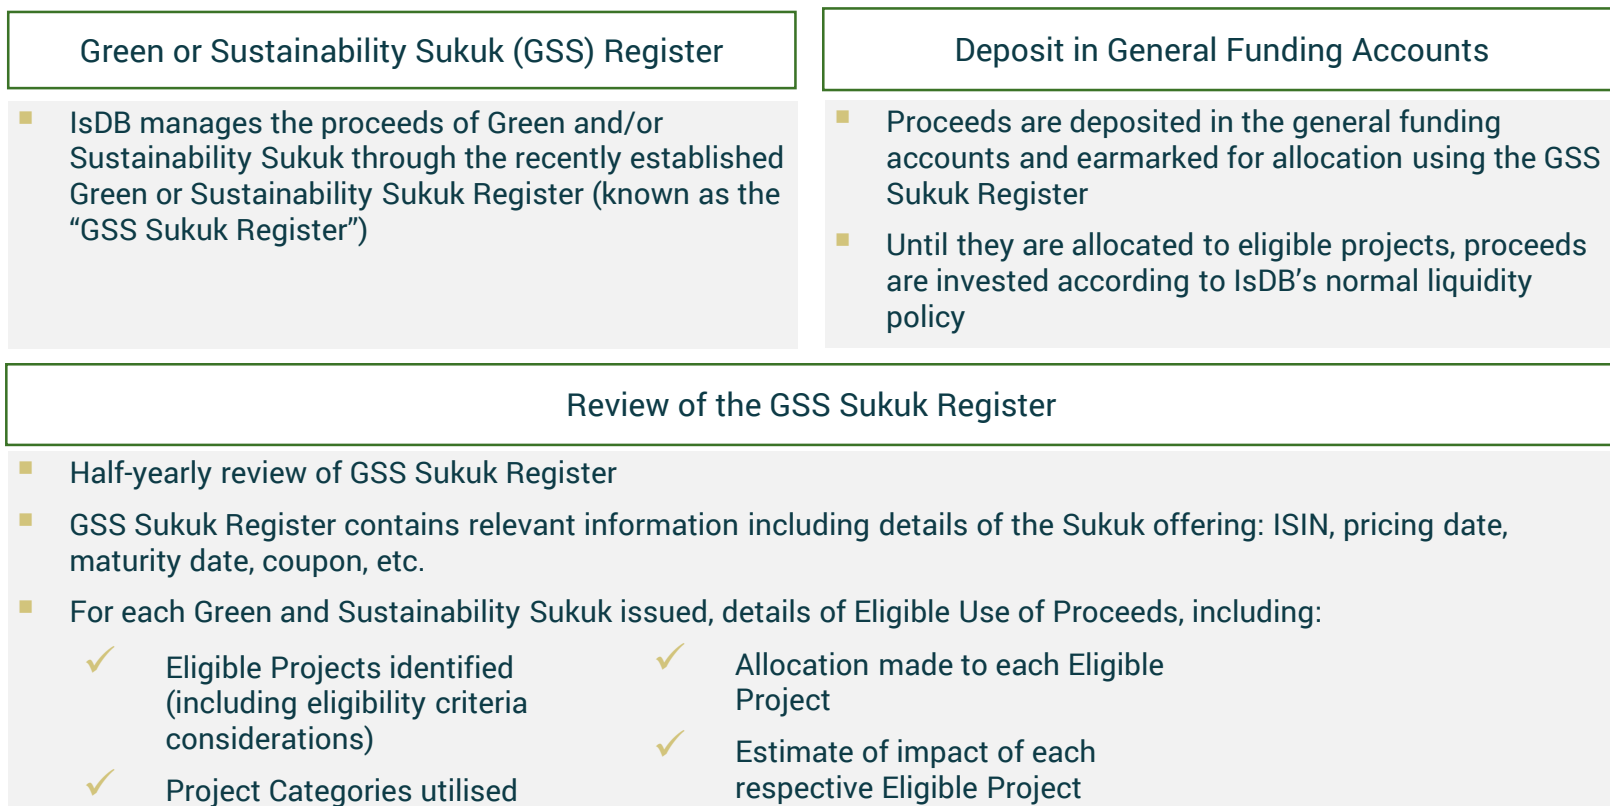 Green or Sustainability Sukuk (GSS) Register
IsDB manages the proceeds of Green and/or
Sustainability Sukuk through the recently established
Green or Sustainability Sukuk Register (known as the
“GSS Sukuk Register”)
Deposit in General Funding Accounts
Proceeds are deposited in the general funding
accounts and earmarked for allocation using the GSS
Sukuk Register
Until they are allocated to eligible projects, proceeds
are invested according to IsDB’s normal liquidity
policy
Review of the GSS Sukuk Register
Half-yearly review of GSS Sukuk Register
GSS Sukuk Register contains relevant information including details of the Sukuk offering: ISIN, pricing date,
maturity date, coupon, etc.
For each Green and Sustainability Sukuk issued, details of Eligible Use of Proceeds, including:
Eligible Projects identified
(including eligibility criteria
considerations)
Project Categories utilised
Allocation made to each Eligible
Project
Estimate of impact of each
respective Eligible Project